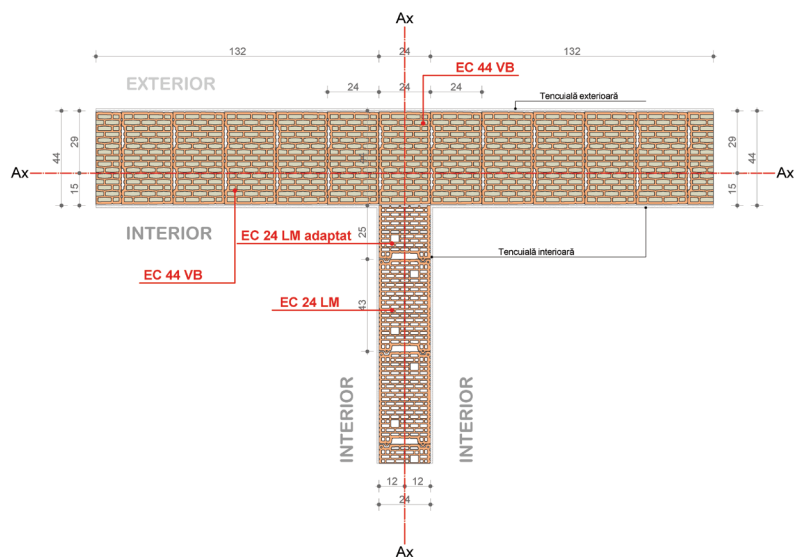 Ax
132
24
132
EC 44 VB
24
24
24
EXTERIOR
Tencuială exterioară
44
29
15
29
44
15
Ax
Ax
INTERIOR
25
EC 24 LM adaptat
Tencuială interioară
EC 44 VB
43
EC 24 LM
INTERIOR
INTERIOR
12
12
24
Ax